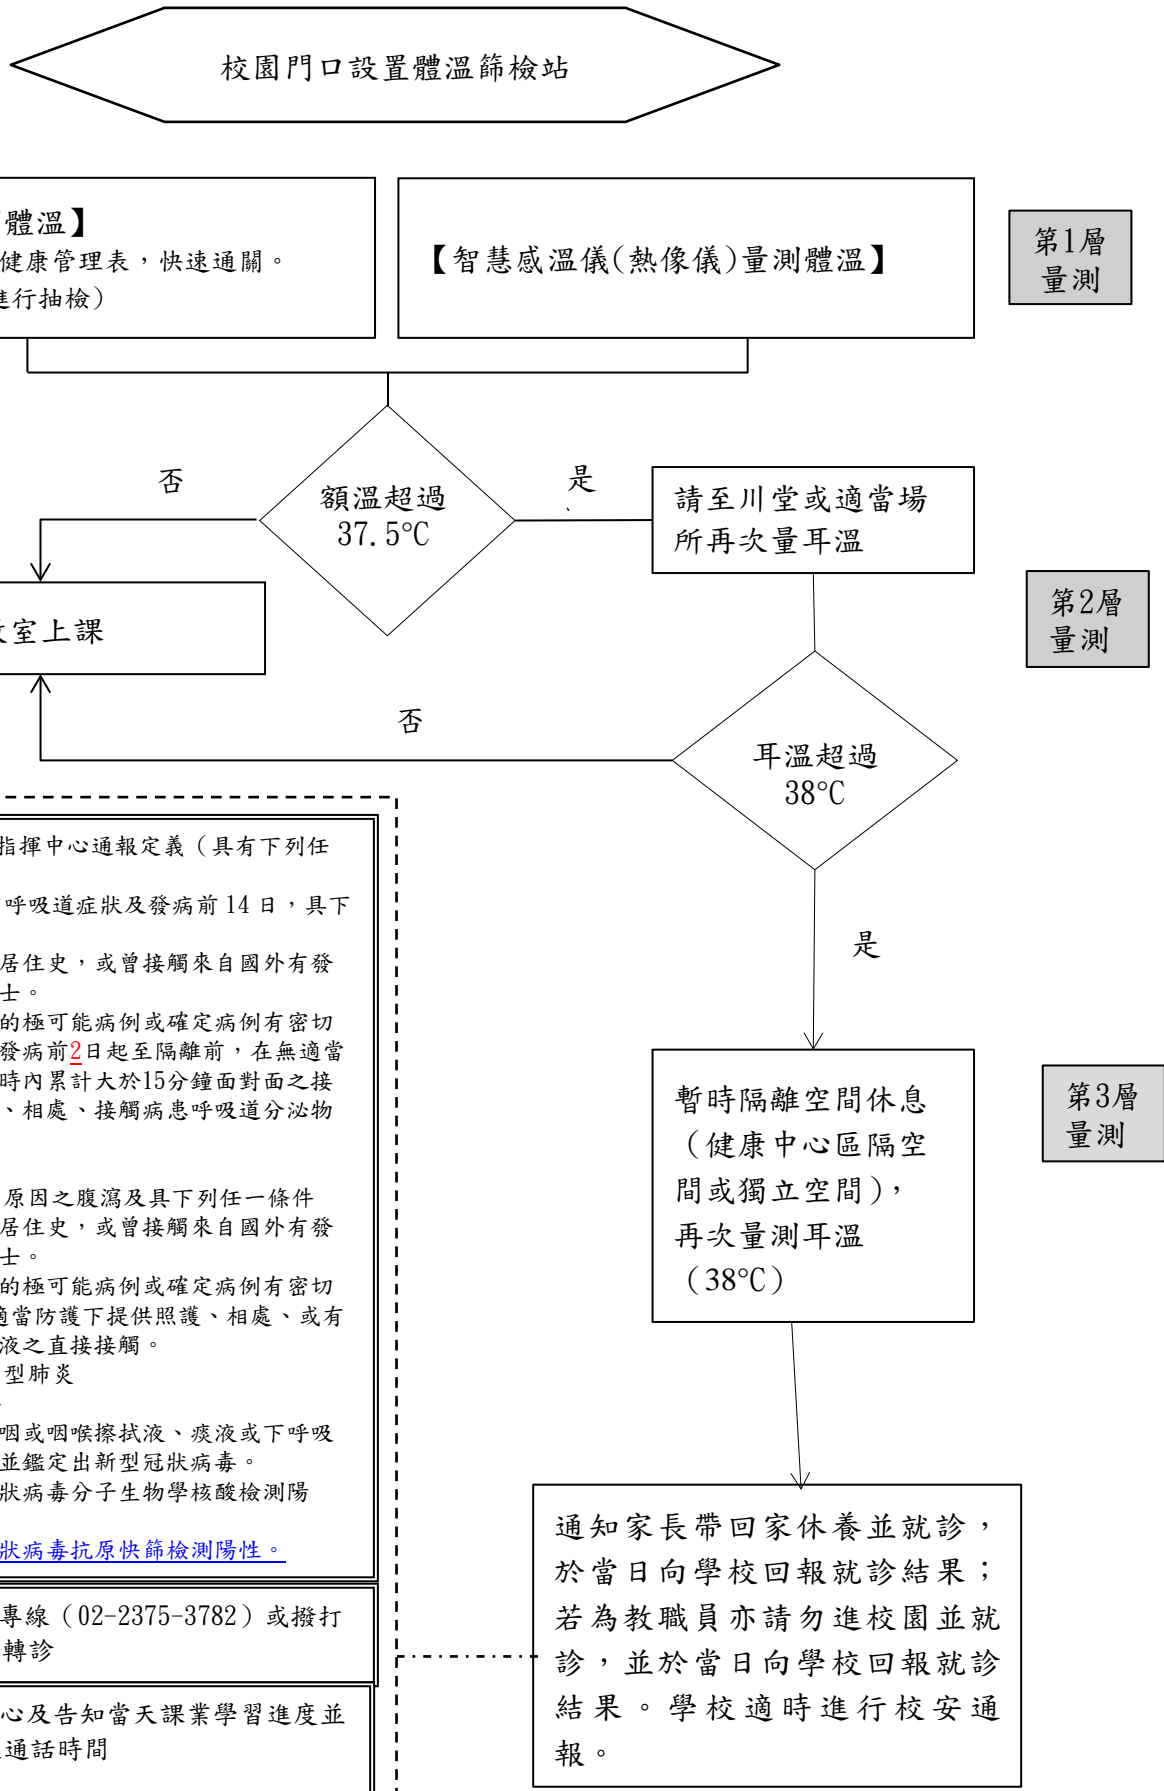 校園門口設置體溫篩檢站
體溫】
健康管理表，快速通關。
進行抽檢）
【智慧感溫儀(熱像儀)量測體溫】
第1層
量測
否
額溫超過
37.5°C
是
、
請至川堂或適當場
所再次量耳溫
室上課
第2層
量測
否
耳溫超過
38°C
指揮中心通報定義（具有下列任
呼吸道症狀及發病前14日，具下
居住史，或曾接觸來自國外有發
士。
的極可能病例或確定病例有密切
發病前2日起至隔離前，在無適當
時內累計大於15分鐘面對面之接
、相處、接觸病患呼吸道分泌物
原因之腹瀉及具下列任一條件
居住史，或曾接觸來自國外有發
士。
的極可能病例或確定病例有密切
適當防護下提供照護、相處、或有
液之直接接觸。
型肺炎
咽或咽喉擦拭液、痰液或下呼吸
並鑑定出新型冠狀病毒。
狀病毒分子生物學核酸檢測陽
狀病毒抗原快篩檢測陽性。
專線（02-2375-3782）或撥打
轉診
心及告知當天課業學習進度並
通話時間
是
暫時隔離空間休息
（健康中心區隔空
間或獨立空間），
再次量測耳溫
（38°C）
第3層
量測
通知家長帶回家休養並就診，
於當日向學校回報就診結果；
若為教職員亦請勿進校園並就
診，並於當日向學校回報就診
結果。學校適時進行校安通
報。